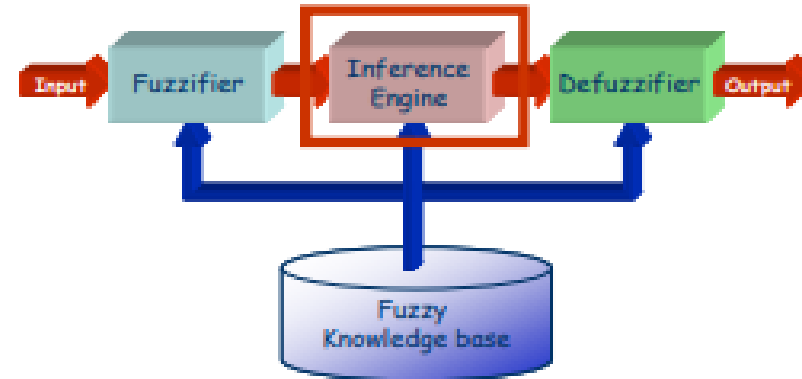 Input
Fuzzifier
Inference
Engine
Defuzzifier
Output
Fuzzy
Knowledge base